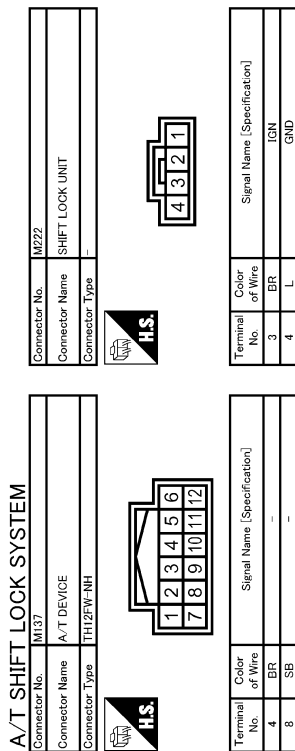 A/T SHIFT LOCK SYSTEM
Connector No. M137
Connector Name A/T DEVICE
Connector Type TH12FW-NH
H.S.
1 2 3 4 5 6
7 8 9 10 11 12
Terminal No. Color of Wire Signal Name [Specification]
4 BR -
8 SB -
Connector No. M222
Connector Name SHIFT LOCK UNIT
Connector Type -
H.S.
4 3 2 1
Terminal No. Color of Wire Signal Name [Specification]
3 BR IGN
4 L GND